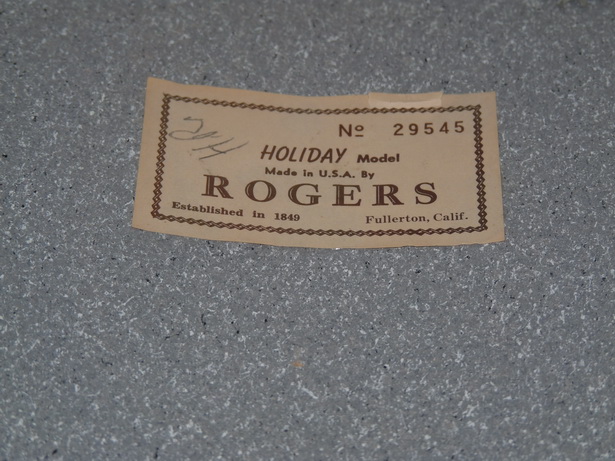 Nº 29545
HOLIDAY Model
Made in U.S.A. By
ROGERS
Established in 1849 Fullerton, Calif.